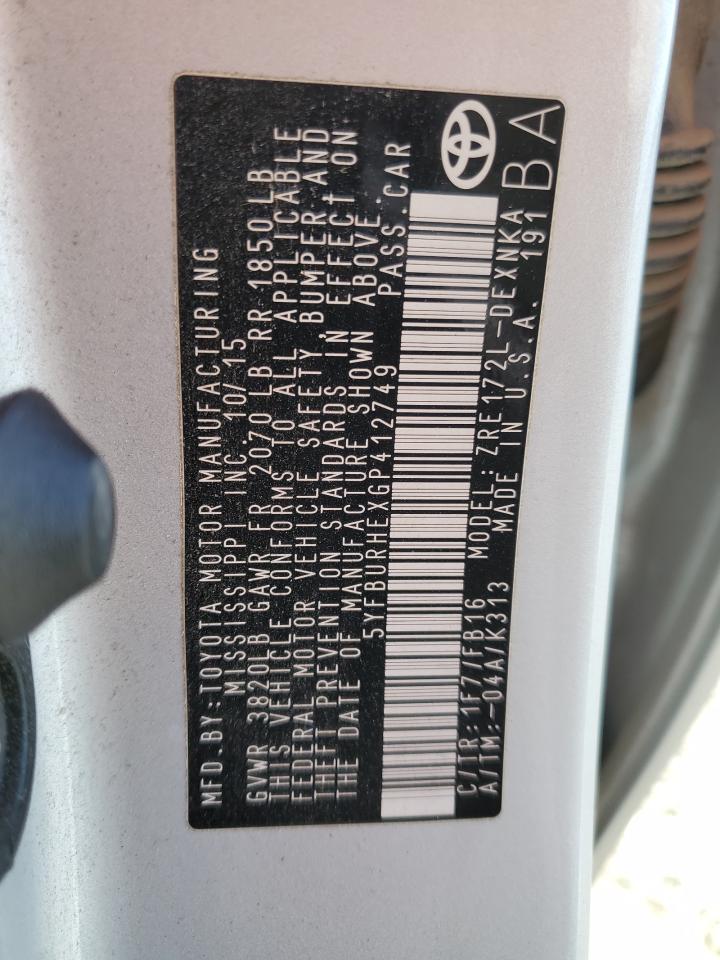 MFD.BY:TOYOTA MOTOR MANUFACTURING
MISSISSIPPI INC 10/15
GVWR 3820LB GAWR FR 2070 LB RR 1850 LB
THIS VEHICLE CONFORMS TO ALL APPLICABLE
FEDERAL MOTOR VEHICLE SAFETY, BUMPER, AND
THEFT PREVENTION STANDARDS IN EFFECT ON
THE DATE OF MANUFACTURE SHOWN ABOVE.
5YFBURHEXGP412749 PASS.CAR
C/TR:1F7/FB16 MODEL:ZRE172L-DEXNKA
A/TM:-04A/K313 MADE IN U.S.A. 191
BA